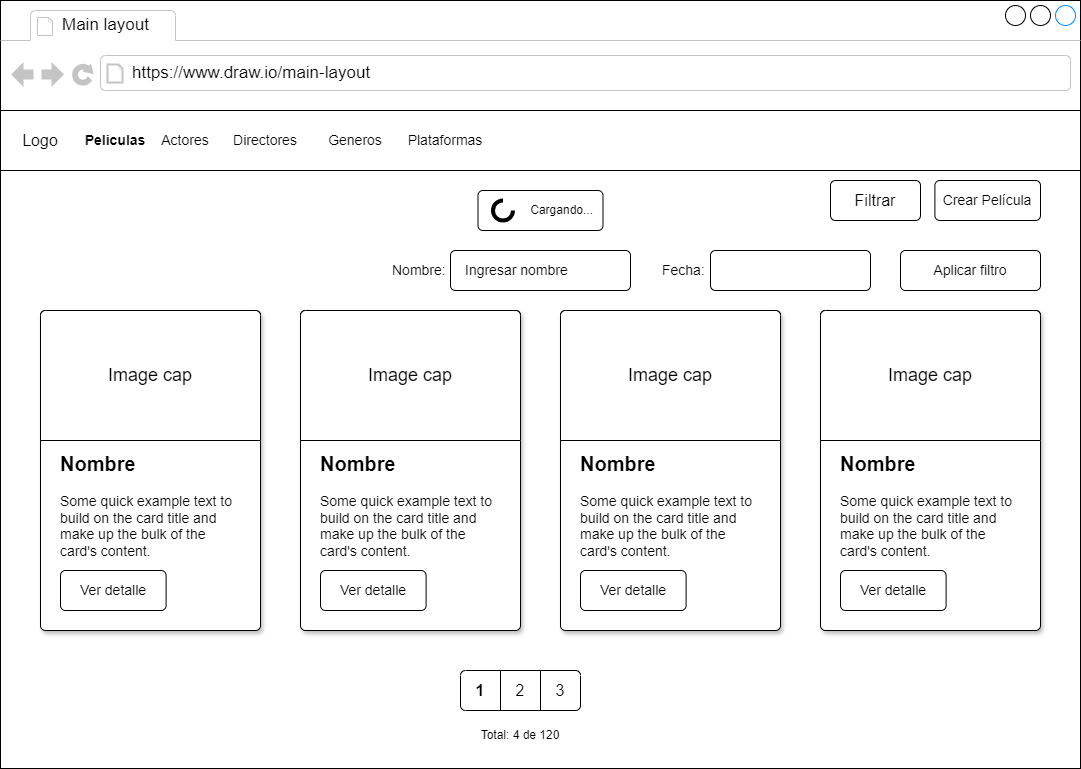 Main layout
https://www.draw.io/main-layout
Logo Peliculas Actores Directores Generos Plataformas
Cargando...
Filtrar
Crear Película
Nombre: Ingresar nombre Fecha: Aplicar filtro
Image cap
Nombre
Some quick example text to
build on the card title and
make up the bulk of the
card's content.
Ver detalle
Image cap
Nombre
Some quick example text to
build on the card title and
make up the bulk of the
card's content.
Ver detalle
Image cap
Nombre
Some quick example text to
build on the card title and
make up the bulk of the
card's content.
Ver detalle
Image cap
Nombre
Some quick example text to
build on the card title and
make up the bulk of the
card's content.
Ver detalle
1 2 3
Total: 4 de 120